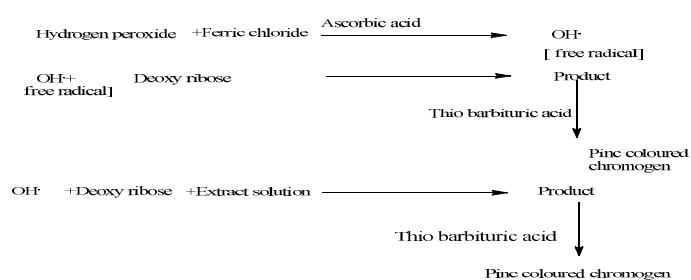 Ascorbic acid
Hydrogen peroxide +Ferric chloride OH·
[ free radical]
OH·+ Deoxy ribose Product
free radical]
Thio barbituric acid
Pinc coloured
chromogen
OH· +Deoxy ribose +Extract solution Product
Thio barbituric acid
Pinc coloured chromogen